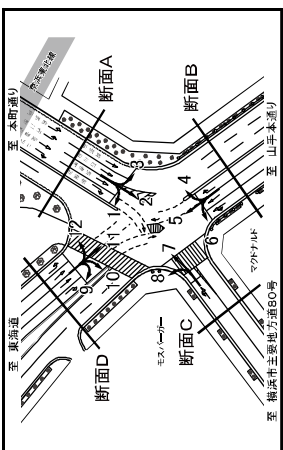 京浜東北線
至 本町通り
断面A
断面B
至 山手本通り
1
2
3
4
5
6
7
8
9
10
11
12
マクドナルド
モスバーガー
断面C
断面D
至 東海道
至 横浜市主要地方道80号